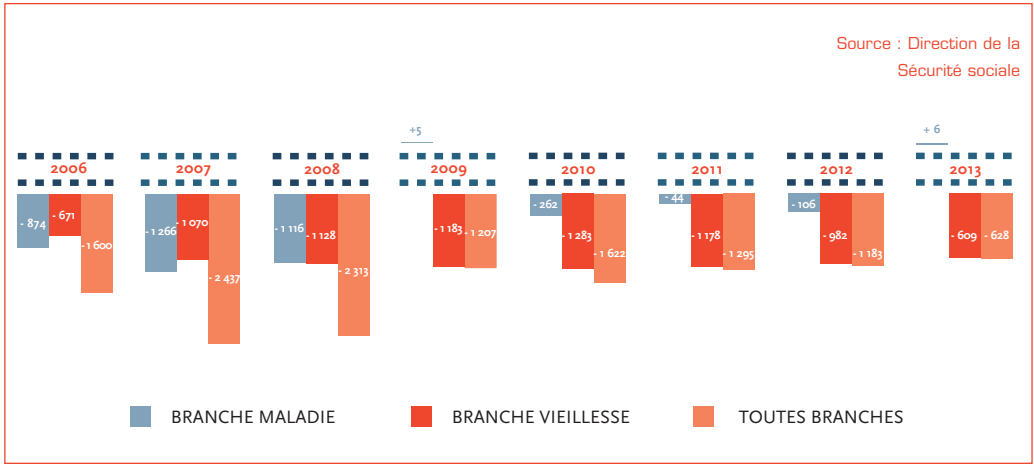 Source : Direction de la
Sécurité sociale
+5
+ 6
2006
2007
2008
2009
2010
2011
2012
2013
- 874
- 671
- 1 600
- 1 266
- 1 070
- 2 437
- 1 116
- 1 128
- 2 313
- 1 183
- 1 207
- 262
- 1 283
- 1 622
- 44
- 1 178
- 1 295
- 106
- 982
- 1 183
- 609
- 628
BRANCHE MALADIE
BRANCHE VIEILLESSE
TOUTES BRANCHES